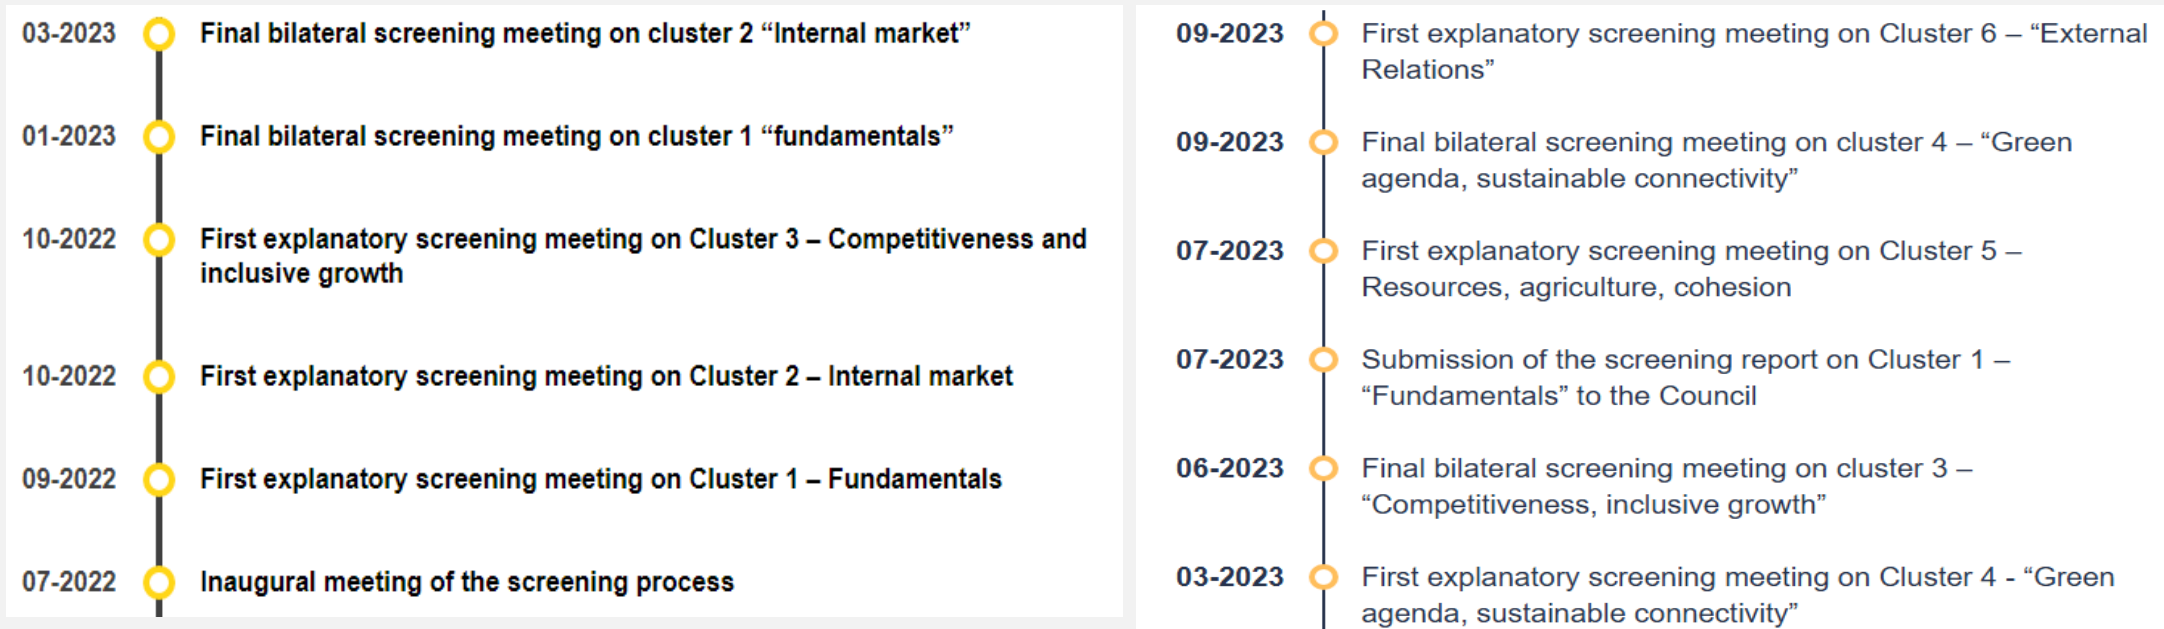 03-2023 Final bilateral screening meeting on cluster 2 “Internal market”
01-2023 Final bilateral screening meeting on cluster 1 “fundamentals”
10-2022 First explanatory screening meeting on Cluster 3 – Competitiveness and
inclusive growth
10-2022 First explanatory screening meeting on Cluster 2 – Internal market
09-2022 First explanatory screening meeting on Cluster 1 – Fundamentals
07-2022 Inaugural meeting of the screening process
09-2023 First explanatory screening meeting on Cluster 6 – “External
Relations”
09-2023 Final bilateral screening meeting on cluster 4 – “Green
agenda, sustainable connectivity”
07-2023 First explanatory screening meeting on Cluster 5 –
Resources, agriculture, cohesion
07-2023 Submission of the screening report on Cluster 1 –
“Fundamentals” to the Council
06-2023 Final bilateral screening meeting on cluster 3 –
“Competitiveness, inclusive growth”
03-2023 First explanatory screening meeting on Cluster 4 - “Green
agenda, sustainable connectivity”